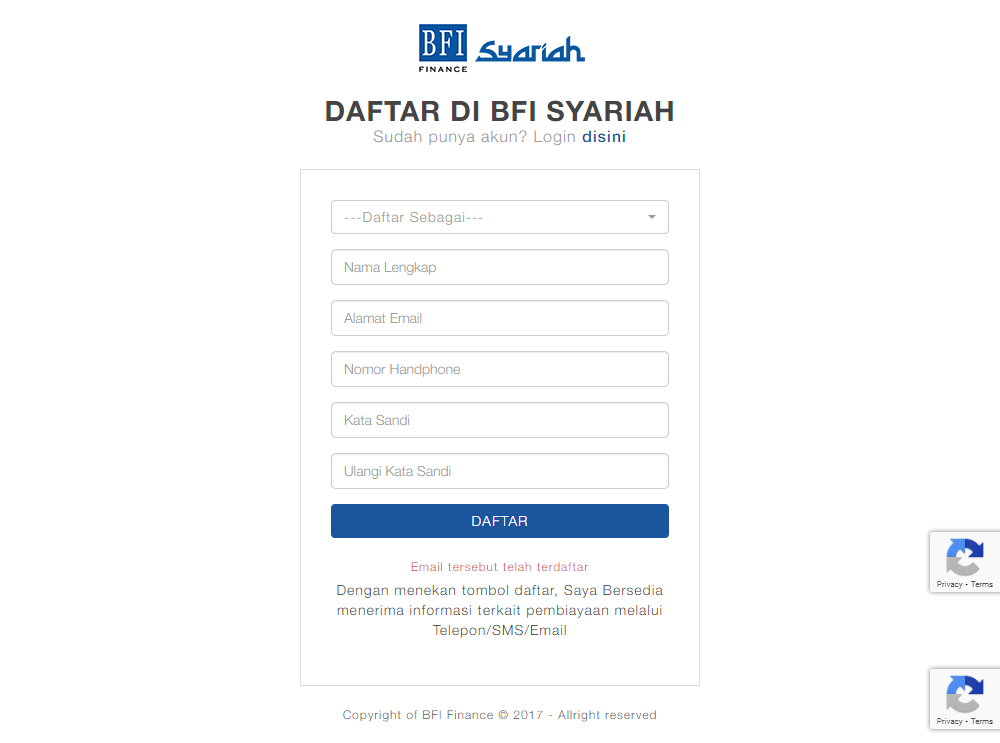 BFI
FINANCE
Syariah
DAFTAR DI BFI SYARIAH
Sudah punya akun? Login disini
---Daftar Sebagai---
Nama Lengkap
Alamat Email
Nomor Handphone
Kata Sandi
Ulangi Kata Sandi
DAFTAR
Email tersebut telah terdaftar
Dengan menekan tombol daftar, Saya Bersedia
menerima informasi terkait pembiayaan melalui
Telepon/SMS/Email
Privacy - Terms
Privacy - Terms
Copyright of BFI Finance © 2017 - Allright reserved